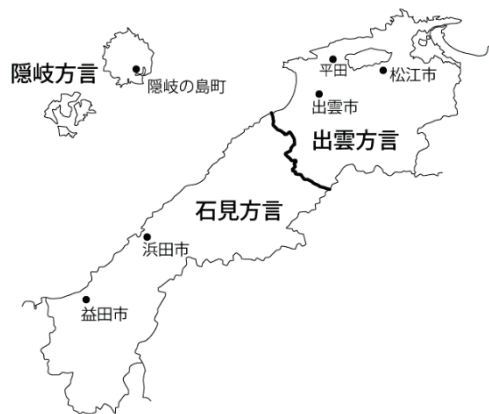 隠岐方言
隠岐の島町
平田
松江市
出雲市
出雲方言
石見方言
浜田市
益田市